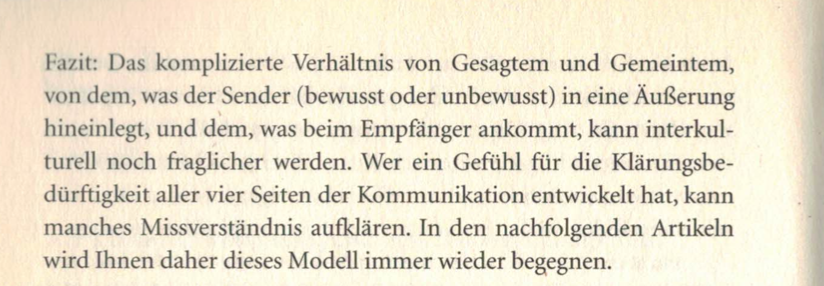 Fazit: Das komplizierte Verhältnis von Gesagtem und Gemeintem,
von dem, was der Sender (bewusst oder unbewusst) in eine Äußerung
hineinlegt, und dem, was beim Empfänger ankommt, kann interkul-
turell noch fraglicher werden. Wer ein Gefühl für die Klärungsbe-
dürftigkeit aller vier Seiten der Kommunikation entwickelt hat, kann
manches Missverständnis aufklären. In den nachfolgenden Artikeln
wird Ihnen daher dieses Modell immer wieder begegnen.